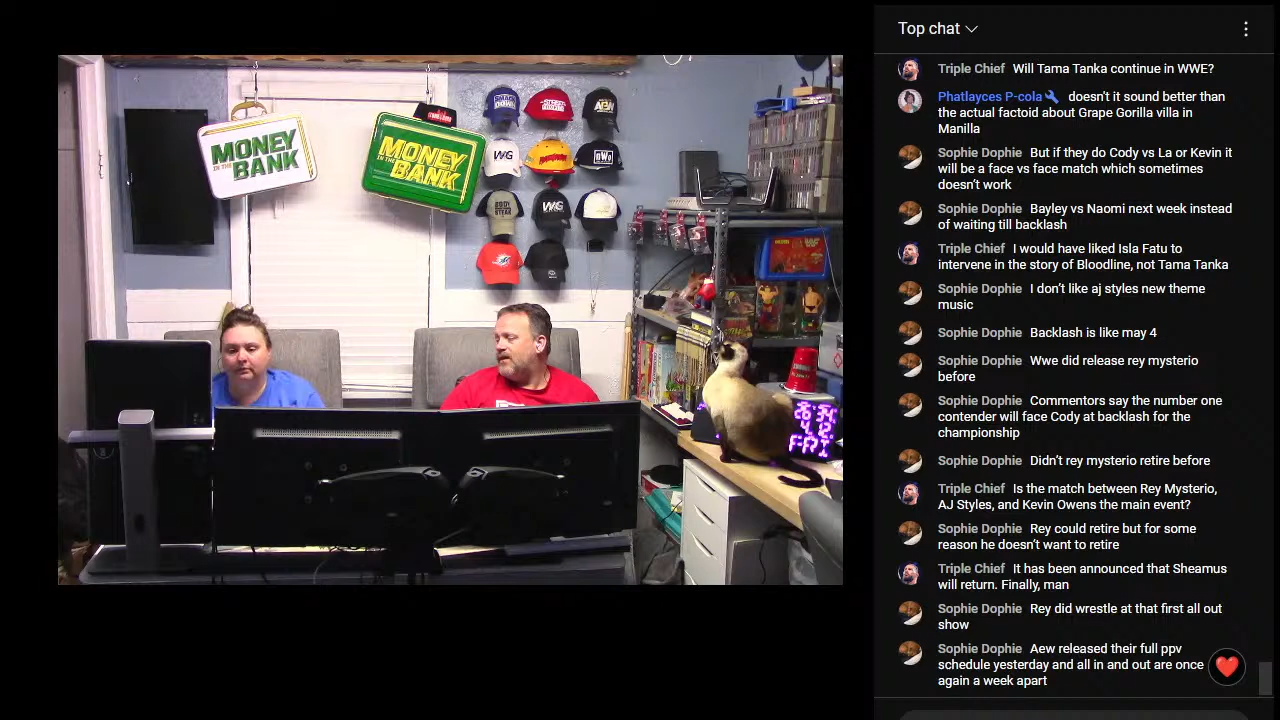 Top chat
Triple Chief Will Tama Tanka continue in WWE?
Phatlayces P-cola doesn't it sound better than
the actual factoid about Grape Gorilla villa in
Manilla
Sophie Dophie But if they do Cody vs La or Kevin it
will be a face vs face match which sometimes
doesn't work
Sophie Dophie Bayley vs Naomi next week instead
of waiting till backlash
Triple Chief I would have liked Isla Fatu to
intervene in the story of Bloodline, not Tama Tanka
Sophie Dophie I don't like aj styles new theme
music
Sophie Dophie Backlash is like may 4
Sophie Dophie Wwe did release rey mysterio
before
Sophie Dophie Commentors say the number one
contender will face Cody at backlash for the
championship
Sophie Dophie Didn't rey mysterio retire before
Triple Chief Is the match between Rey Mysterio,
AJ Styles, and Kevin Owens the main event?
Sophie Dophie Rey could retire but for some
reason he doesn't want to retire
Triple Chief It has been announced that Sheamus
will return. Finally, man
Sophie Dophie Rey did wrestle at that first all out
show
Sophie Dophie Aew released their full ppv
schedule yesterday and all in and out are once
again a week apart
MONEY
IN THE BANK
MONEY
IN THE BANK
WG
nWo
WG
FRI